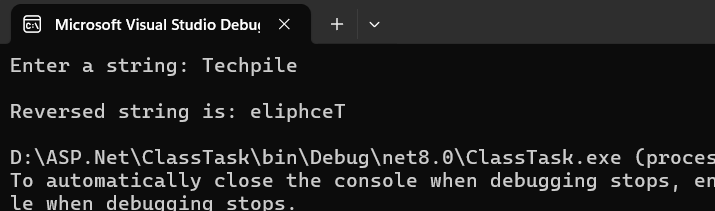 Microsoft Visual Studio Debug
Enter a string: Techpile
Reversed string is: eliphceT
D:\ASP.Net\ClassTask\bin\Debug\net8.0\ClassTask.exe (proces
To automatically close the console when debugging stops, en
le when debugging stops.